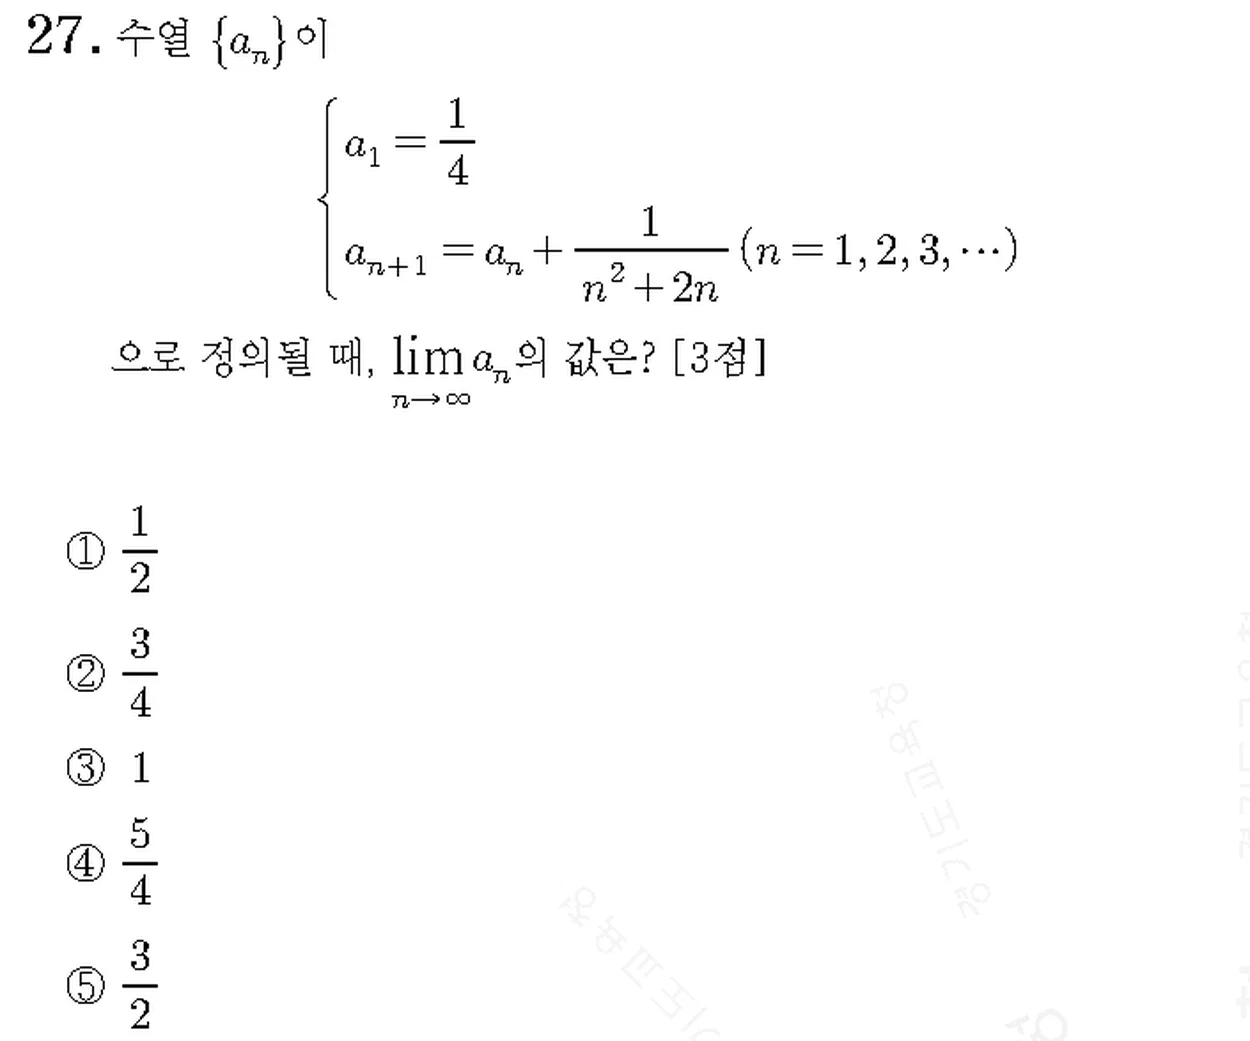 27. 수열 {a_n}이
a_1 = 1/4
a_{n+1} = a_n + 1/(n^2+2n) (n = 1, 2, 3, ⋯)
으로 정의될 때, lim_{n→∞} a_n의 값은? [3점]
① 1/2
② 3/4
③ 1
④ 5/4
⑤ 3/2